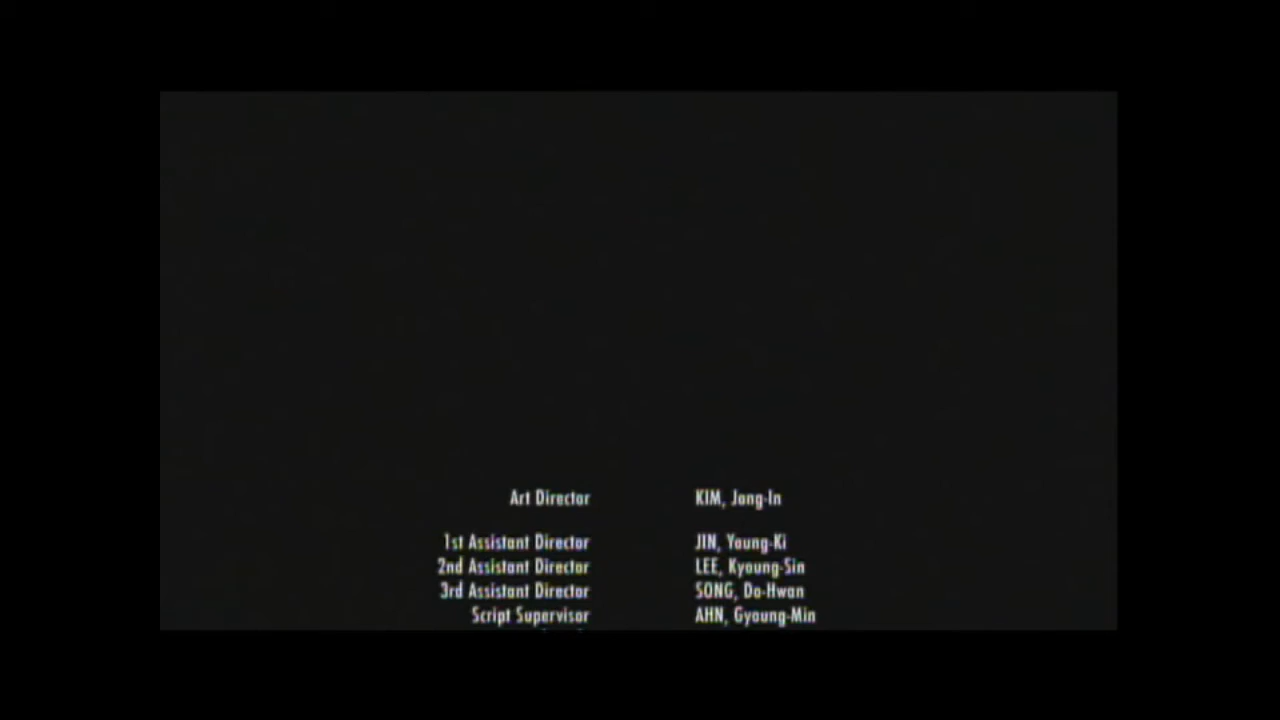 Art Director KIM, Jong-In
1st Assistant Director JIN, Young-Ki
2nd Assistant Director LEE, Kyoung-Sin
3rd Assistant Director SONG, Do-Hwan
Script Supervisor AHN, Gyoung-Min